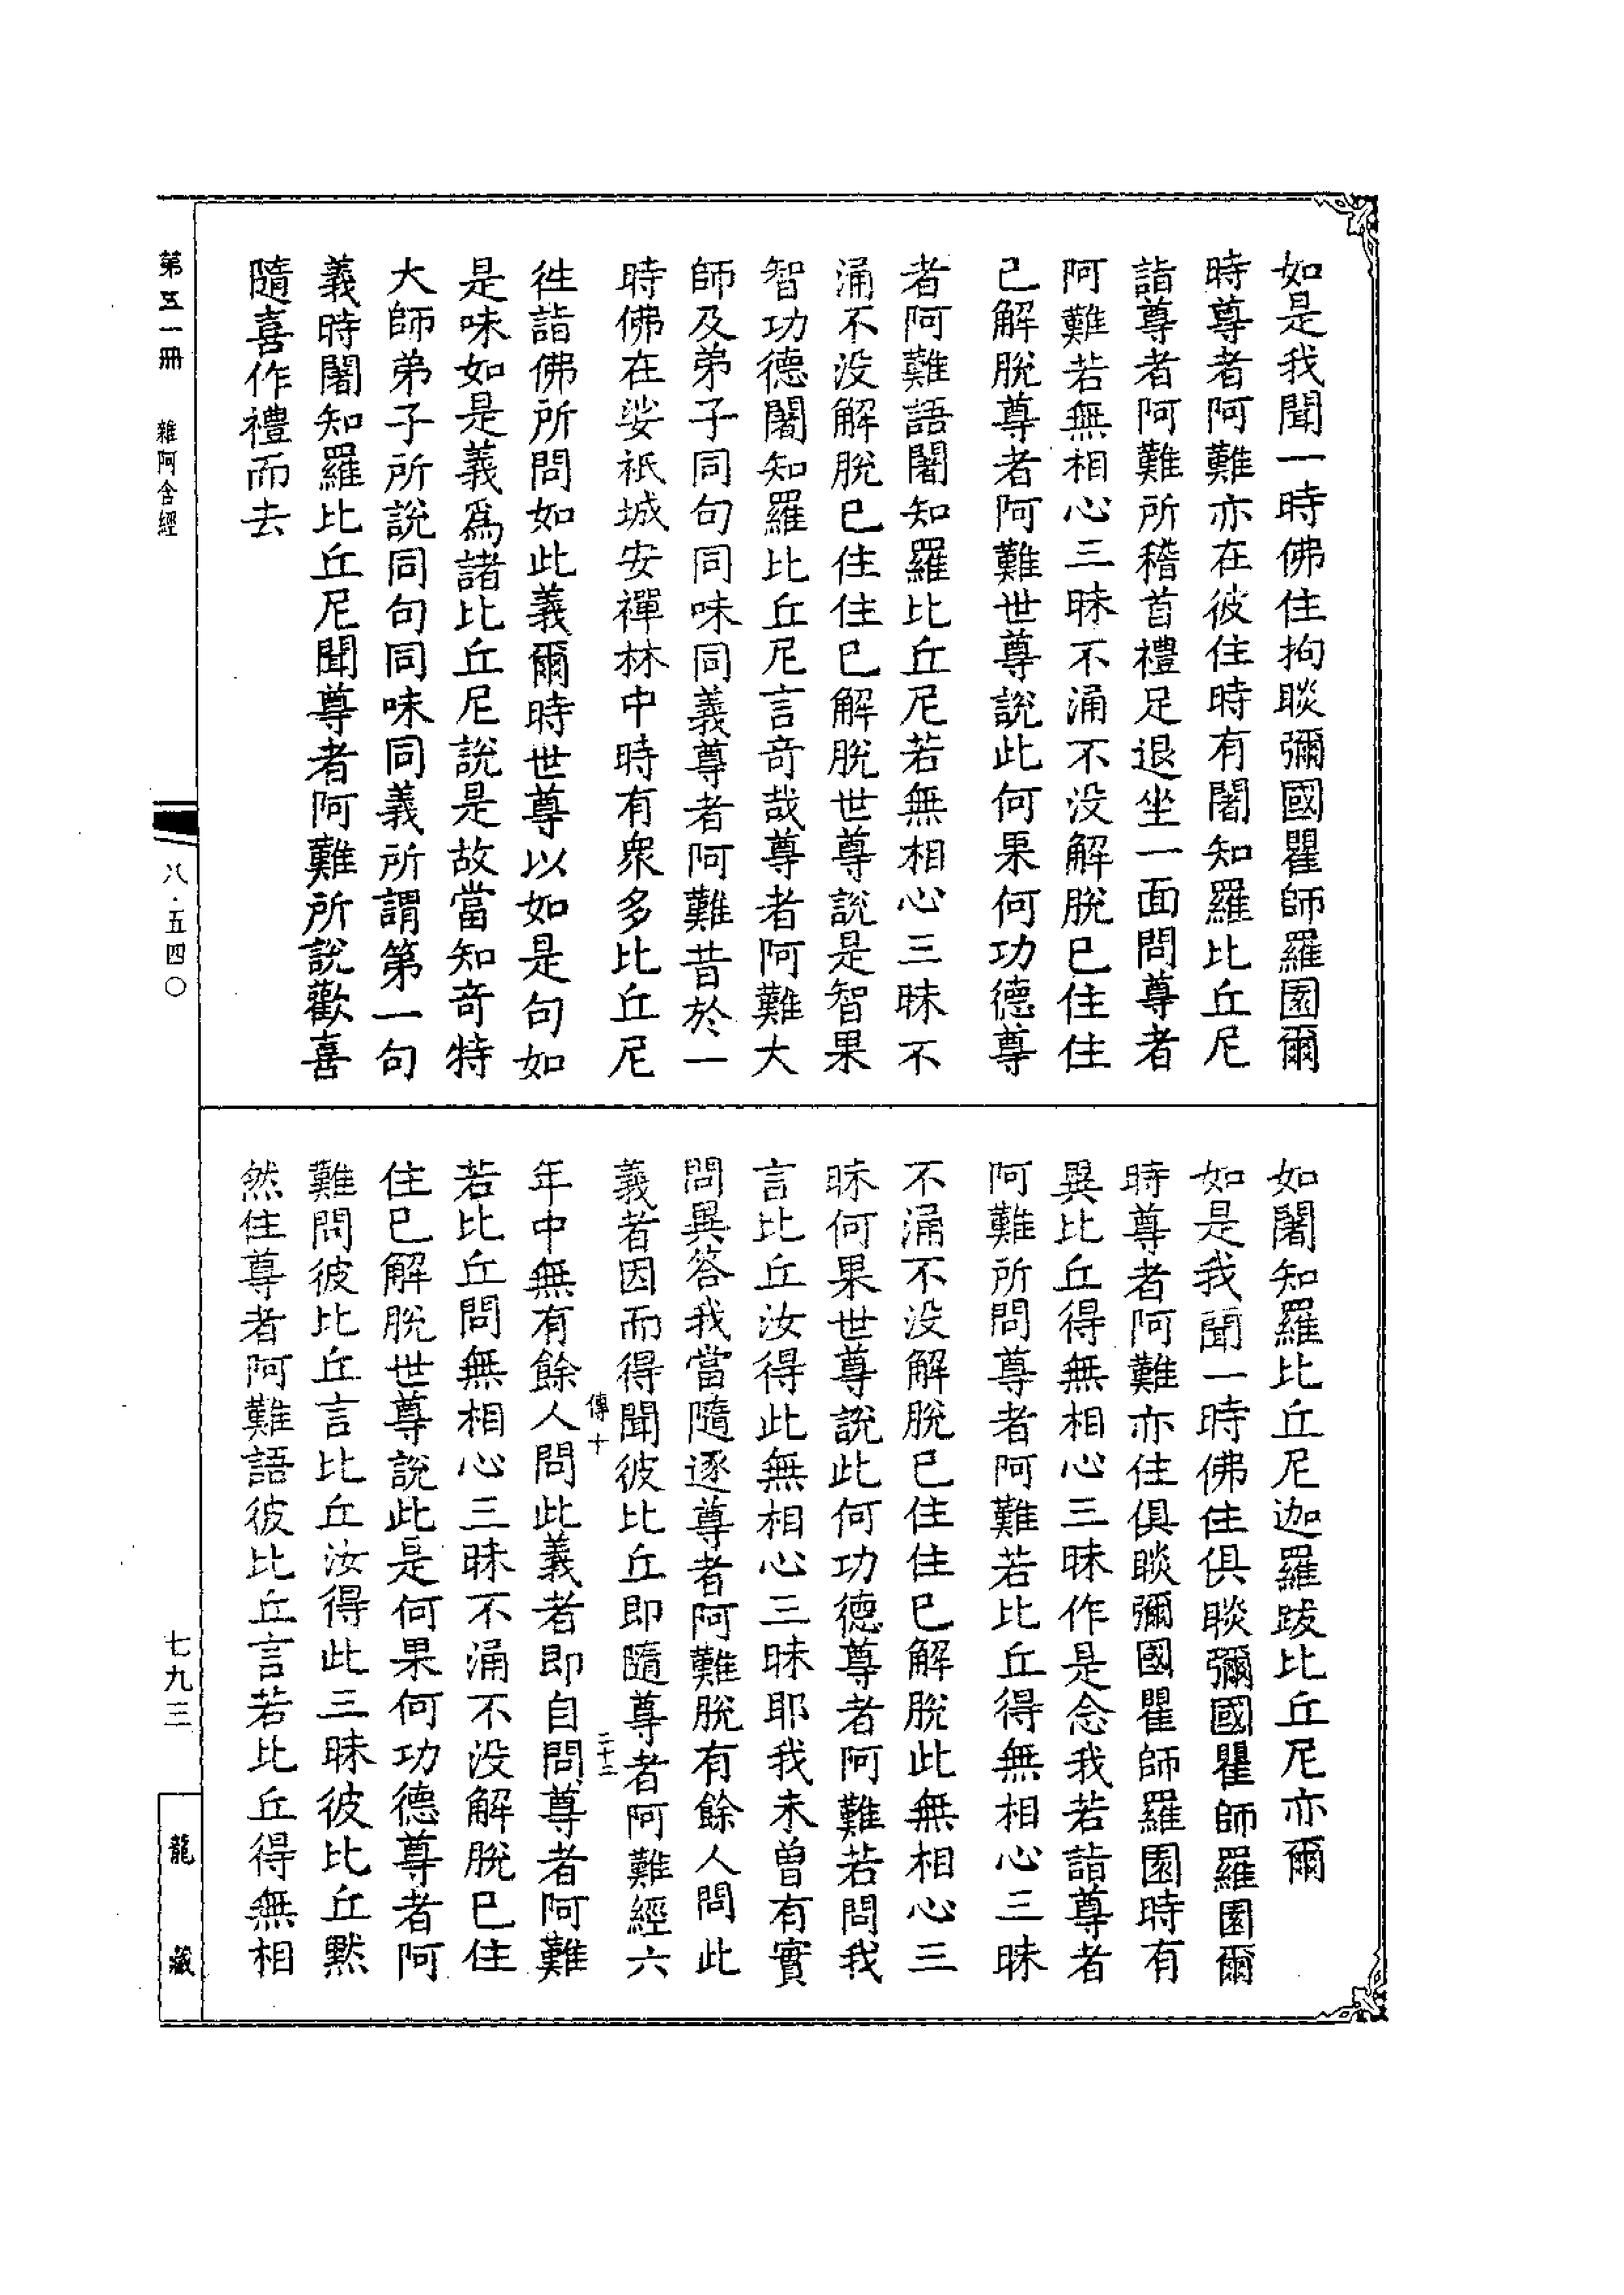 如是我聞一時佛住拘睒彌國瞿師羅園爾
時尊者阿難亦在彼住時有闍知羅比丘尼
詣尊者阿難所稽首禮足退坐一面問尊者
阿難若無相心三昧不涌不没解脫已住住
已解脫尊者阿難世尊說此何果何功德尊
者阿難語闍知羅比丘尼若無相心三昧不
涌不没解脫已住住已解脫世尊說是智果
智功德闍知羅比丘尼言竒哉尊者阿難大
師及弟子同句同味同義尊者阿難昔於一
時佛在娑祇城安禪林中時有衆多比丘尼
徃詣佛所問如此義爾時世尊以如是句如
是味如是義爲諸比丘尼說是故當知竒特
大師弟子所說同句同味同義所謂第一句
義時闍知羅比丘尼聞尊者阿難所說歡喜
隨喜作禮而去
如闍知羅比丘尼迦羅跋比丘尼亦爾
如是我聞一時佛住俱睒彌國瞿師羅園爾
時尊者阿難亦住俱睒彌國瞿師羅園時有
異比丘得無相心三昧作是念我若詣尊者
阿難所問尊者阿難若比丘得無相心三昧
不涌不没解脫已住住已解脫此無相心三
昧何果世尊說此何功德尊者阿難若問我
言比丘汝得此無相心三昧耶我未曾有實
問異答我當隨逐尊者阿難脫有餘人問此
義者因而得聞彼比丘即隨尊者阿難經六
傳十 二十三
年中無有餘人問此義者即自問尊者阿難
若比丘問無相心三昧不涌不没解脫已住
住已解脫世尊說此是何果何功德尊者阿
難問彼比丘言比丘汝得此三昧彼比丘黙
然住尊者阿難語彼比丘言若比丘得無相
第五一冊 雜阿含經 八·五四〇 七九三 龍藏